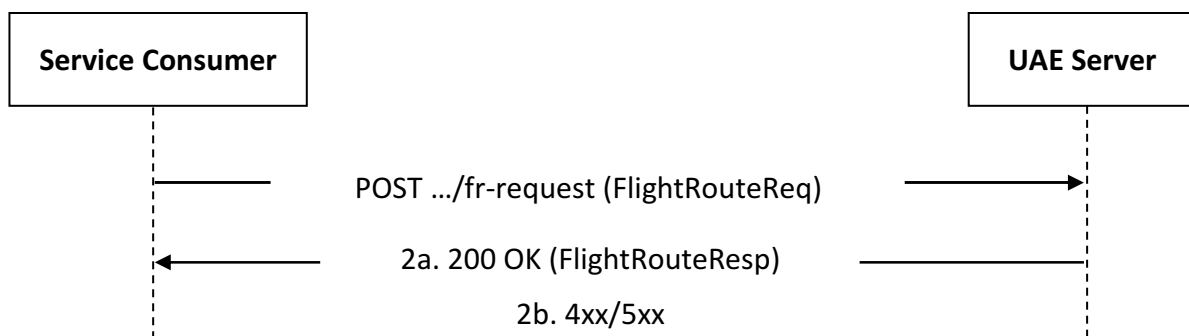 Service Consumer
UAE Server
POST .../fr-request (FlightRouteReq)
2a. 200 OK (FlightRouteResp)
2b. 4xx/5xx